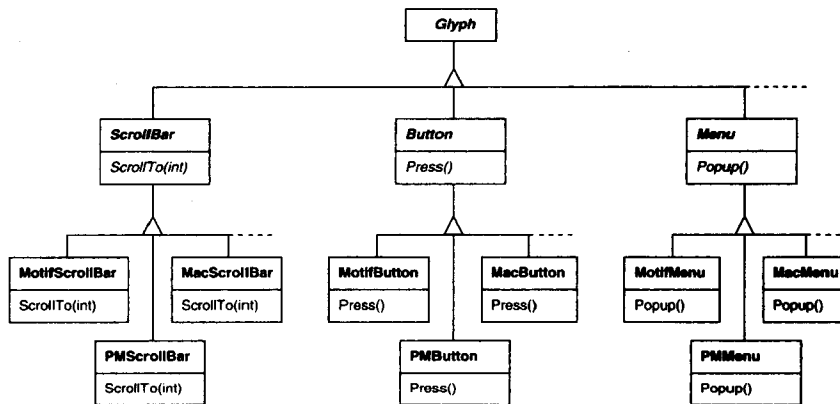 Glyph
ScrollBar
ScrollTo(int)
Button
Press()
Menu
Popup()
MotifScrollBar
ScrollTo(int)
MacScrollBar
ScrollTo(int)
PMScrollBar
ScrollTo(int)
MotifButton
Press()
MacButton
Press()
PMButton
Press()
MotifMenu
Popup()
MacMenu
Popup()
PMMenu
Popup()